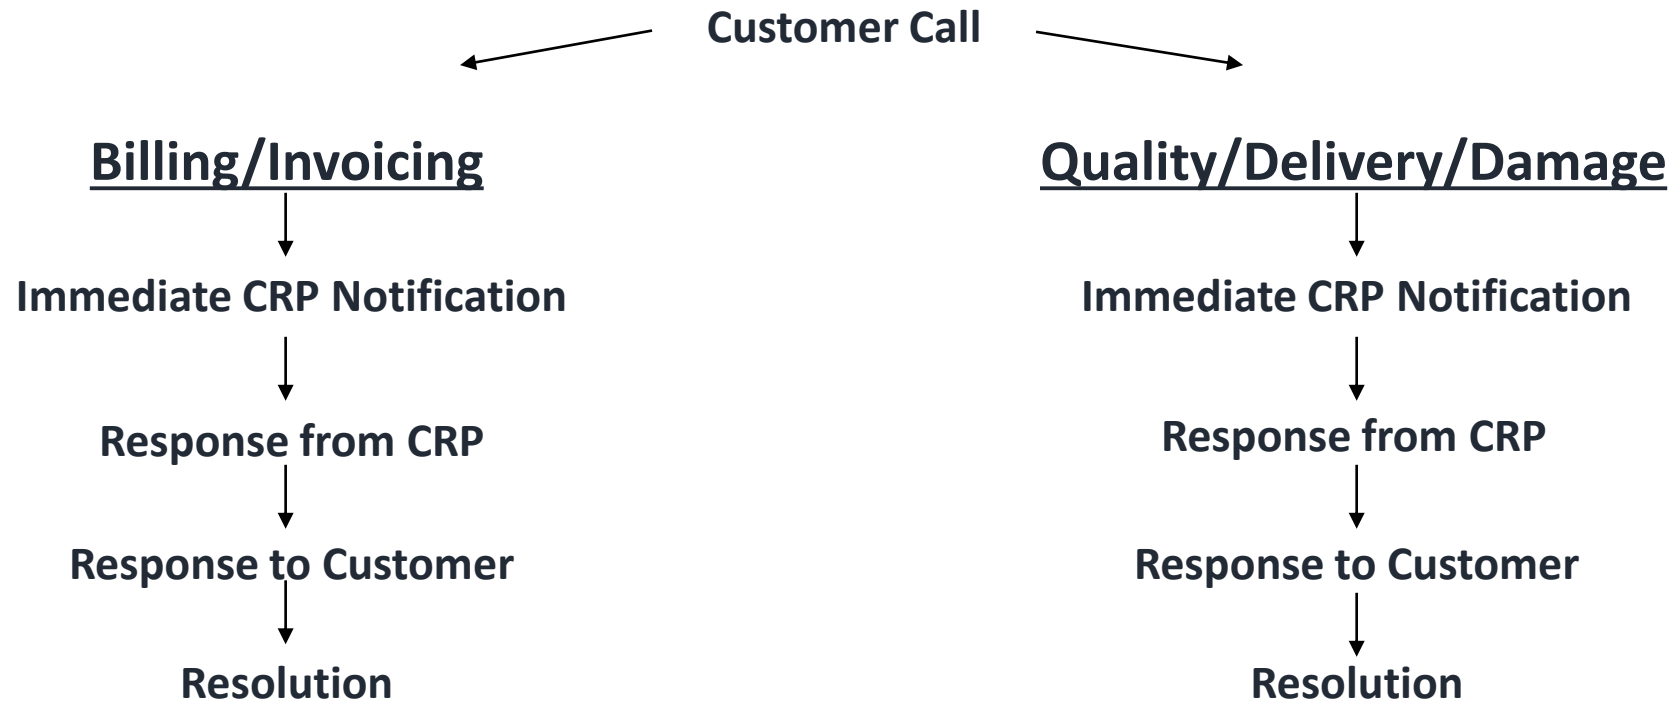 Customer Call
Billing/Invoicing
Immediate CRP Notification
Response from CRP
Response to Customer
Resolution
Quality/Delivery/Damage
Immediate CRP Notification
Response from CRP
Response to Customer
Resolution